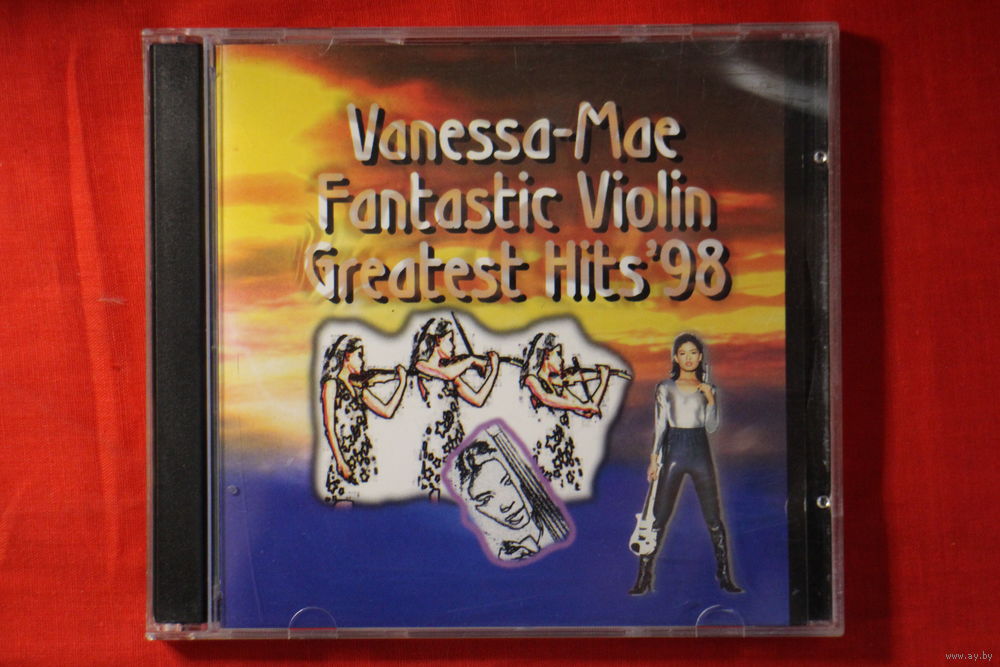 Vanessa-Mae
Fantastic Violin
Greatest Hits '98
www.ay.by